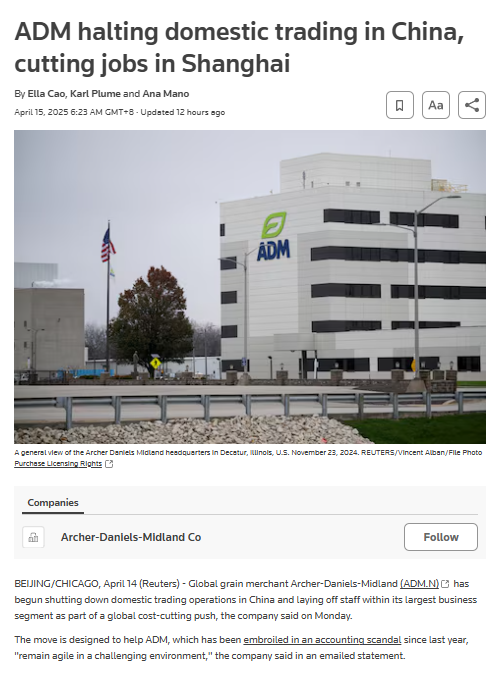 ADM halting domestic trading in China,
cutting jobs in Shanghai
By Ella Cao, Karl Plume and Ana Mano
April 15, 2025 6:23 AM GMT+8 · Updated 12 hours ago
Aa
ADM
A general view of the Archer Daniels Midland headquarters in Decatur, Illinois, U.S. November 23, 2024. REUTERS/Vincent Alban/File Photo
Purchase Licensing Rights
Companies
Archer-Daniels-Midland Co
Follow
BEIJING/CHICAGO, April 14 (Reuters) - Global grain merchant Archer-Daniels-Midland (ADM.N) has
begun shutting down domestic trading operations in China and laying off staff within its largest business
segment as part of a global cost-cutting push, the company said on Monday.
The move is designed to help ADM, which has been embroiled in an accounting scandal since last year,
"remain agile in a challenging environment," the company said in an emailed statement.